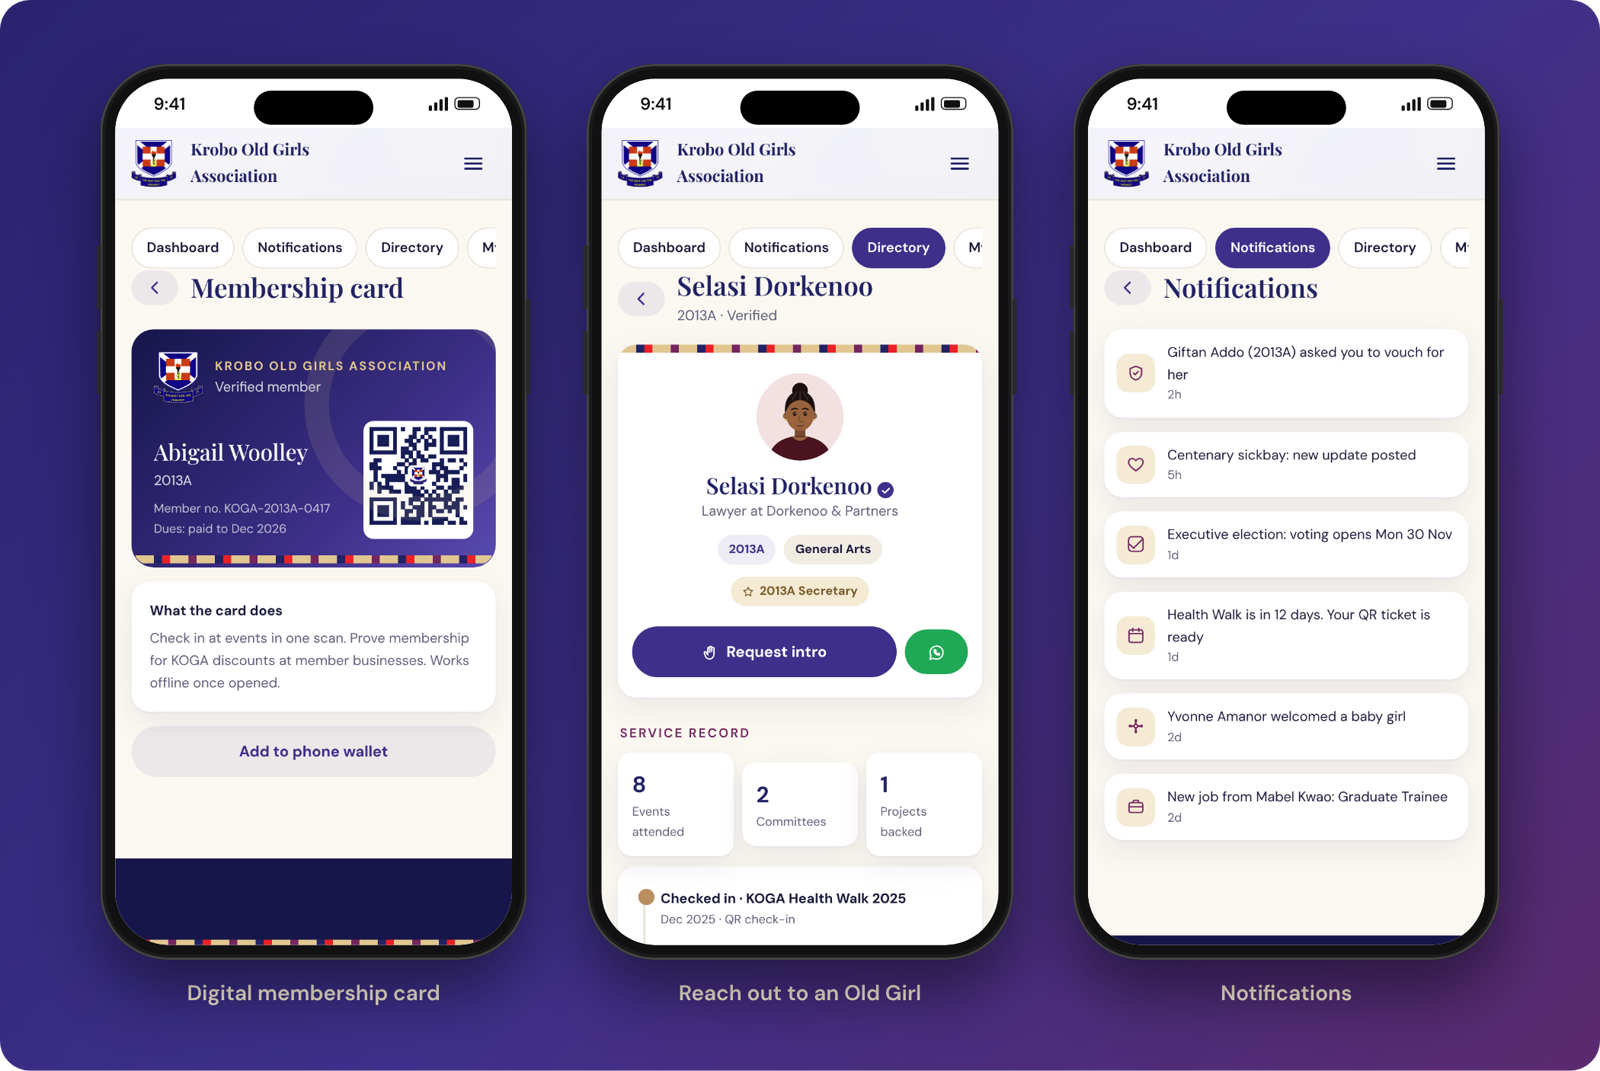 9:41
Krobo Old Girls
Association
Dashboard
Notifications
Directory
M
Membership card
KROBO OLD GIRLS ASSOCIATION
Verified member
Abigail Woolley
2013A
Member no. KOGA-2013A-0417
Dues: paid to Dec 2026
What the card does
Check in at events in one scan. Prove membership
for KOGA discounts at member businesses. Works
offline once opened.
Add to phone wallet
Digital membership card
9:41
Krobo Old Girls
Association
Dashboard
Notifications
Directory
M
Selasi Dorkenoo
2013A · Verified
Selasi Dorkenoo
Lawyer at Dorkenoo & Partners
2013A
General Arts
2013A Secretary
Request intro
SERVICE RECORD
8
Events
attended
2
Committees
1
Projects
backed
Checked in · KOGA Health Walk 2025
Dec 2025 · QR check-in
Reach out to an Old Girl
9:41
Krobo Old Girls
Association
Dashboard
Notifications
Directory
M
Notifications
Giftan Addo (2013A) asked you to vouch for
her
2h
Centenary sickbay: new update posted
5h
Executive election: voting opens Mon 30 Nov
1d
Health Walk is in 12 days. Your QR ticket is
ready
1d
Yvonne Amanor welcomed a baby girl
2d
New job from Mabel Kwao: Graduate Trainee
2d
Notifications